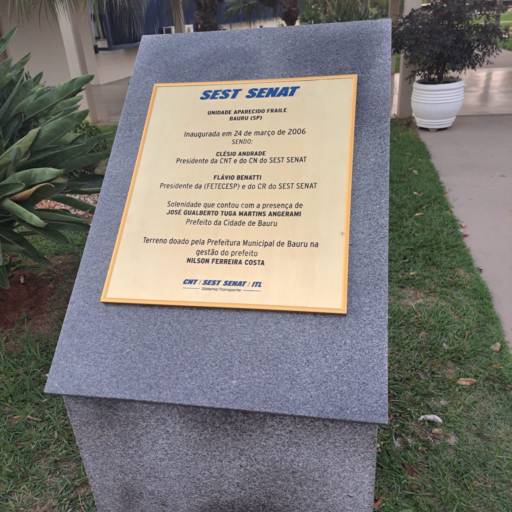 SEST SENAT
UNIDADE APARECIDO FRAILE
BAURU (SP)
Inaugurada em 24 de março de 2006
SENDO:
CLÉSIO ANDRADE
Presidente da CNT e do CN do SEST SENAT
FLÁVIO BENATTI
Presidente da (FETECESP) e do CR do SEST SENAT
Solenidade que contou com a presença de
JOSÉ GUALBERTO TUGA MARTINS ANGERAMI
Prefeito da Cidade de Bauru
Terreno doado pela Prefeitura Municipal de Bauru na
gestão do prefeito
NILSON FERREIRA COSTA
CNT / SEST SENAT / ITL
Sistema Transporte